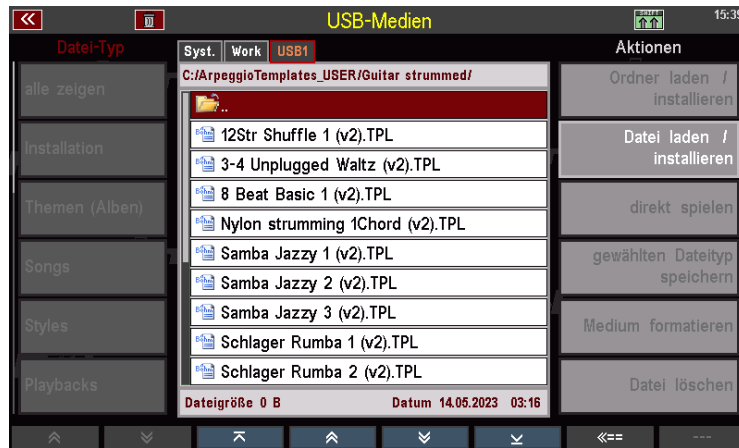 USB-Medien
SHIFT
15:39
Datei-Typ
alle zeigen
Installation
Themen (Alben)
Songs
Styles
Playbacks
Syst. Work USB1
C:/ArpeggioTemplates_USER/Guitar strummed/
..
12Str Shuffle 1 (v2).TPL
3-4 Unplugged Waltz (v2).TPL
8 Beat Basic 1 (v2).TPL
Nylon strumming 1Chord (v2).TPL
Samba Jazzy 1 (v2).TPL
Samba Jazzy 2 (v2).TPL
Samba Jazzy 3 (v2).TPL
Schlager Rumba 1 (v2).TPL
Schlager Rumba 2 (v2).TPL
Dateigröße 0 B Datum 14.05.2023 03:16
Aktionen
Ordner laden /
installieren
Datei laden /
installieren
direkt spielen
gewählten Dateityp
speichern
Medium formatieren
Datei löschen
<==
---